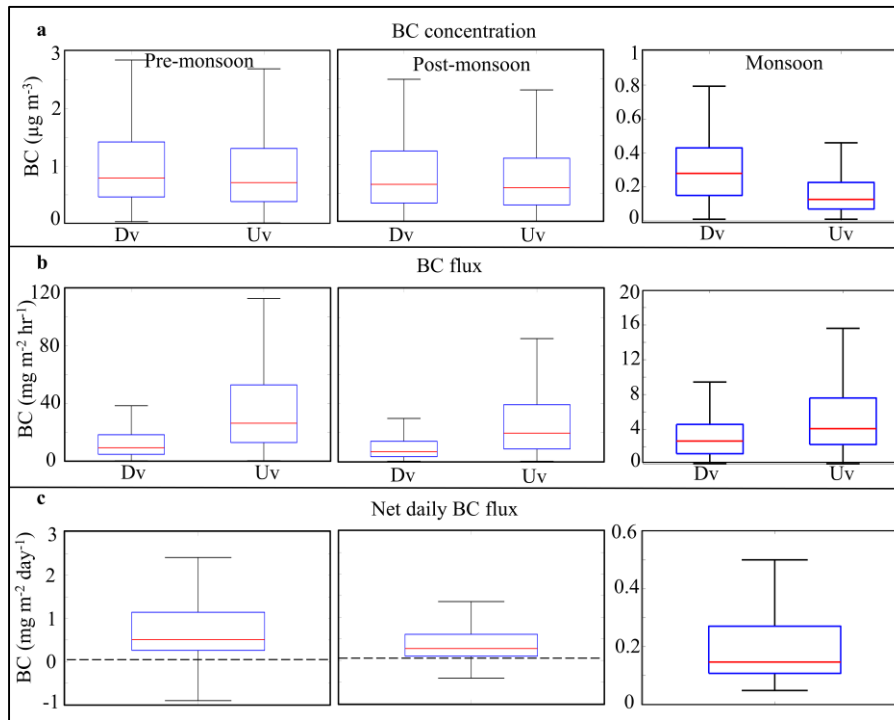 a
BC concentration
Pre-monsoon
Post-monsoon
Monsoon
BC (µg m⁻³)
3
2
1
0
1
0.8
0.6
0.4
0.2
0
Dv Uv Dv Uv Dv Uv
b
BC flux
BC (mg m⁻² hr⁻¹)
120
80
40
0
20
16
12
8
4
0
Dv Uv Dv Uv Dv Uv
c
Net daily BC flux
BC (mg m⁻² day⁻¹)
3
2
1
0
-1
0.6
0.4
0.2
0